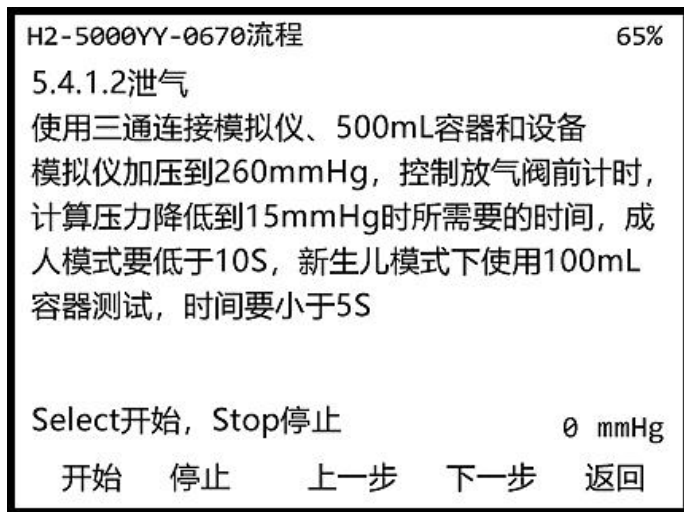 H2-5000YY-0670流程 65%
5.4.1.2泄气
使用三通连接模拟仪、500mL容器和设备
模拟仪加压到260mmHg，控制放气阀前计时，
计算压力降低到15mmHg时所需要的时间，成
人模式要低于10S，新生儿模式下使用100mL
容器测试，时间要小于5S
Select开始，Stop停止 0 mmHg
开始 停止 上一步 下一步 返回